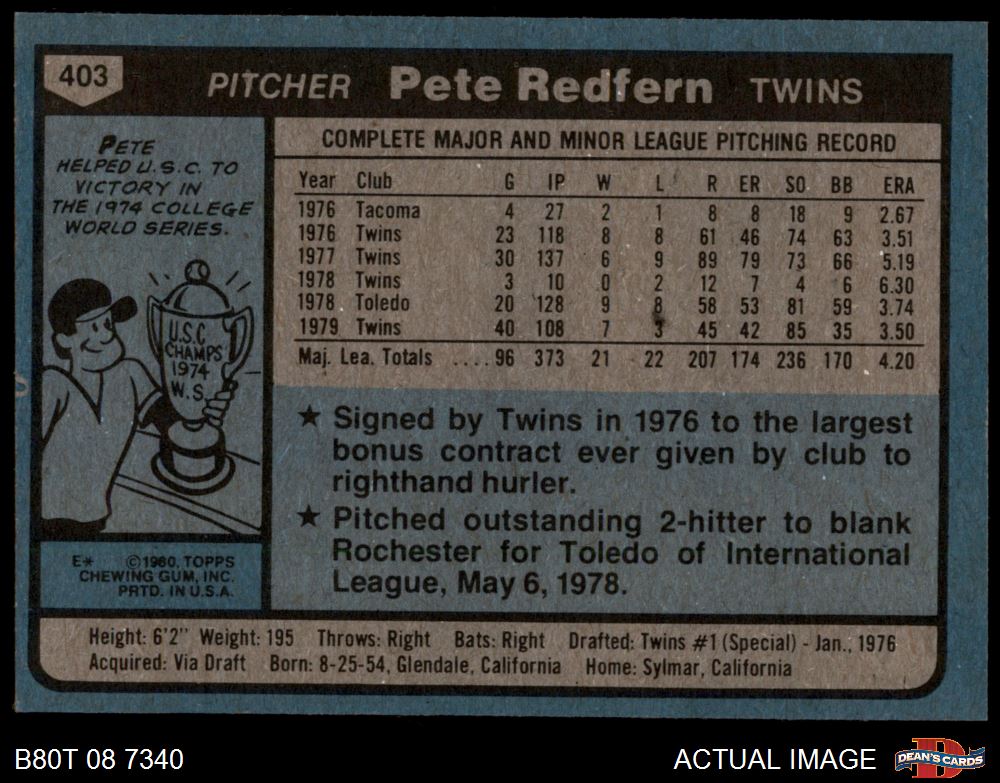 403
PITCHER Pete Redfern TWINS
PETE
HELPED U.S.C. TO
VICTORY IN
THE 1974 COLLEGE
WORLD SERIES.
U.S.C
CHAMPS
1974
W.S.
E* ©1980, TOPPS
CHEWING GUM, INC.
PRTD. IN U.S.A.
COMPLETE MAJOR AND MINOR LEAGUE PITCHING RECORD
Year Club G IP W L R ER SO BB ERA
1976 Tacoma 4 27 2 1 8 8 18 9 2.67
1976 Twins 23 118 8 8 61 46 74 63 3.51
1977 Twins 30 137 6 9 89 79 73 66 5.19
1978 Twins 3 10 0 2 12 7 4 6 6.30
1978 Toledo 20 128 9 8 58 53 81 59 3.74
1979 Twins 40 108 7 3 45 42 85 35 3.50
Maj. Lea. Totals .... 96 373 21 22 207 174 236 170 4.20
★ Signed by Twins in 1976 to the largest
bonus contract ever given by club to
righthand hurler.
★ Pitched outstanding 2-hitter to blank
Rochester for Toledo of International
League, May 6, 1978.
Height: 6'2" Weight: 195 Throws: Right Bats: Right Drafted: Twins #1 (Special) - Jan., 1976
Acquired: Via Draft Born: 8-25-54, Glendale, California Home: Sylmar, California
B80T 08 7340 ACTUAL IMAGE D DEAN'S CARDS